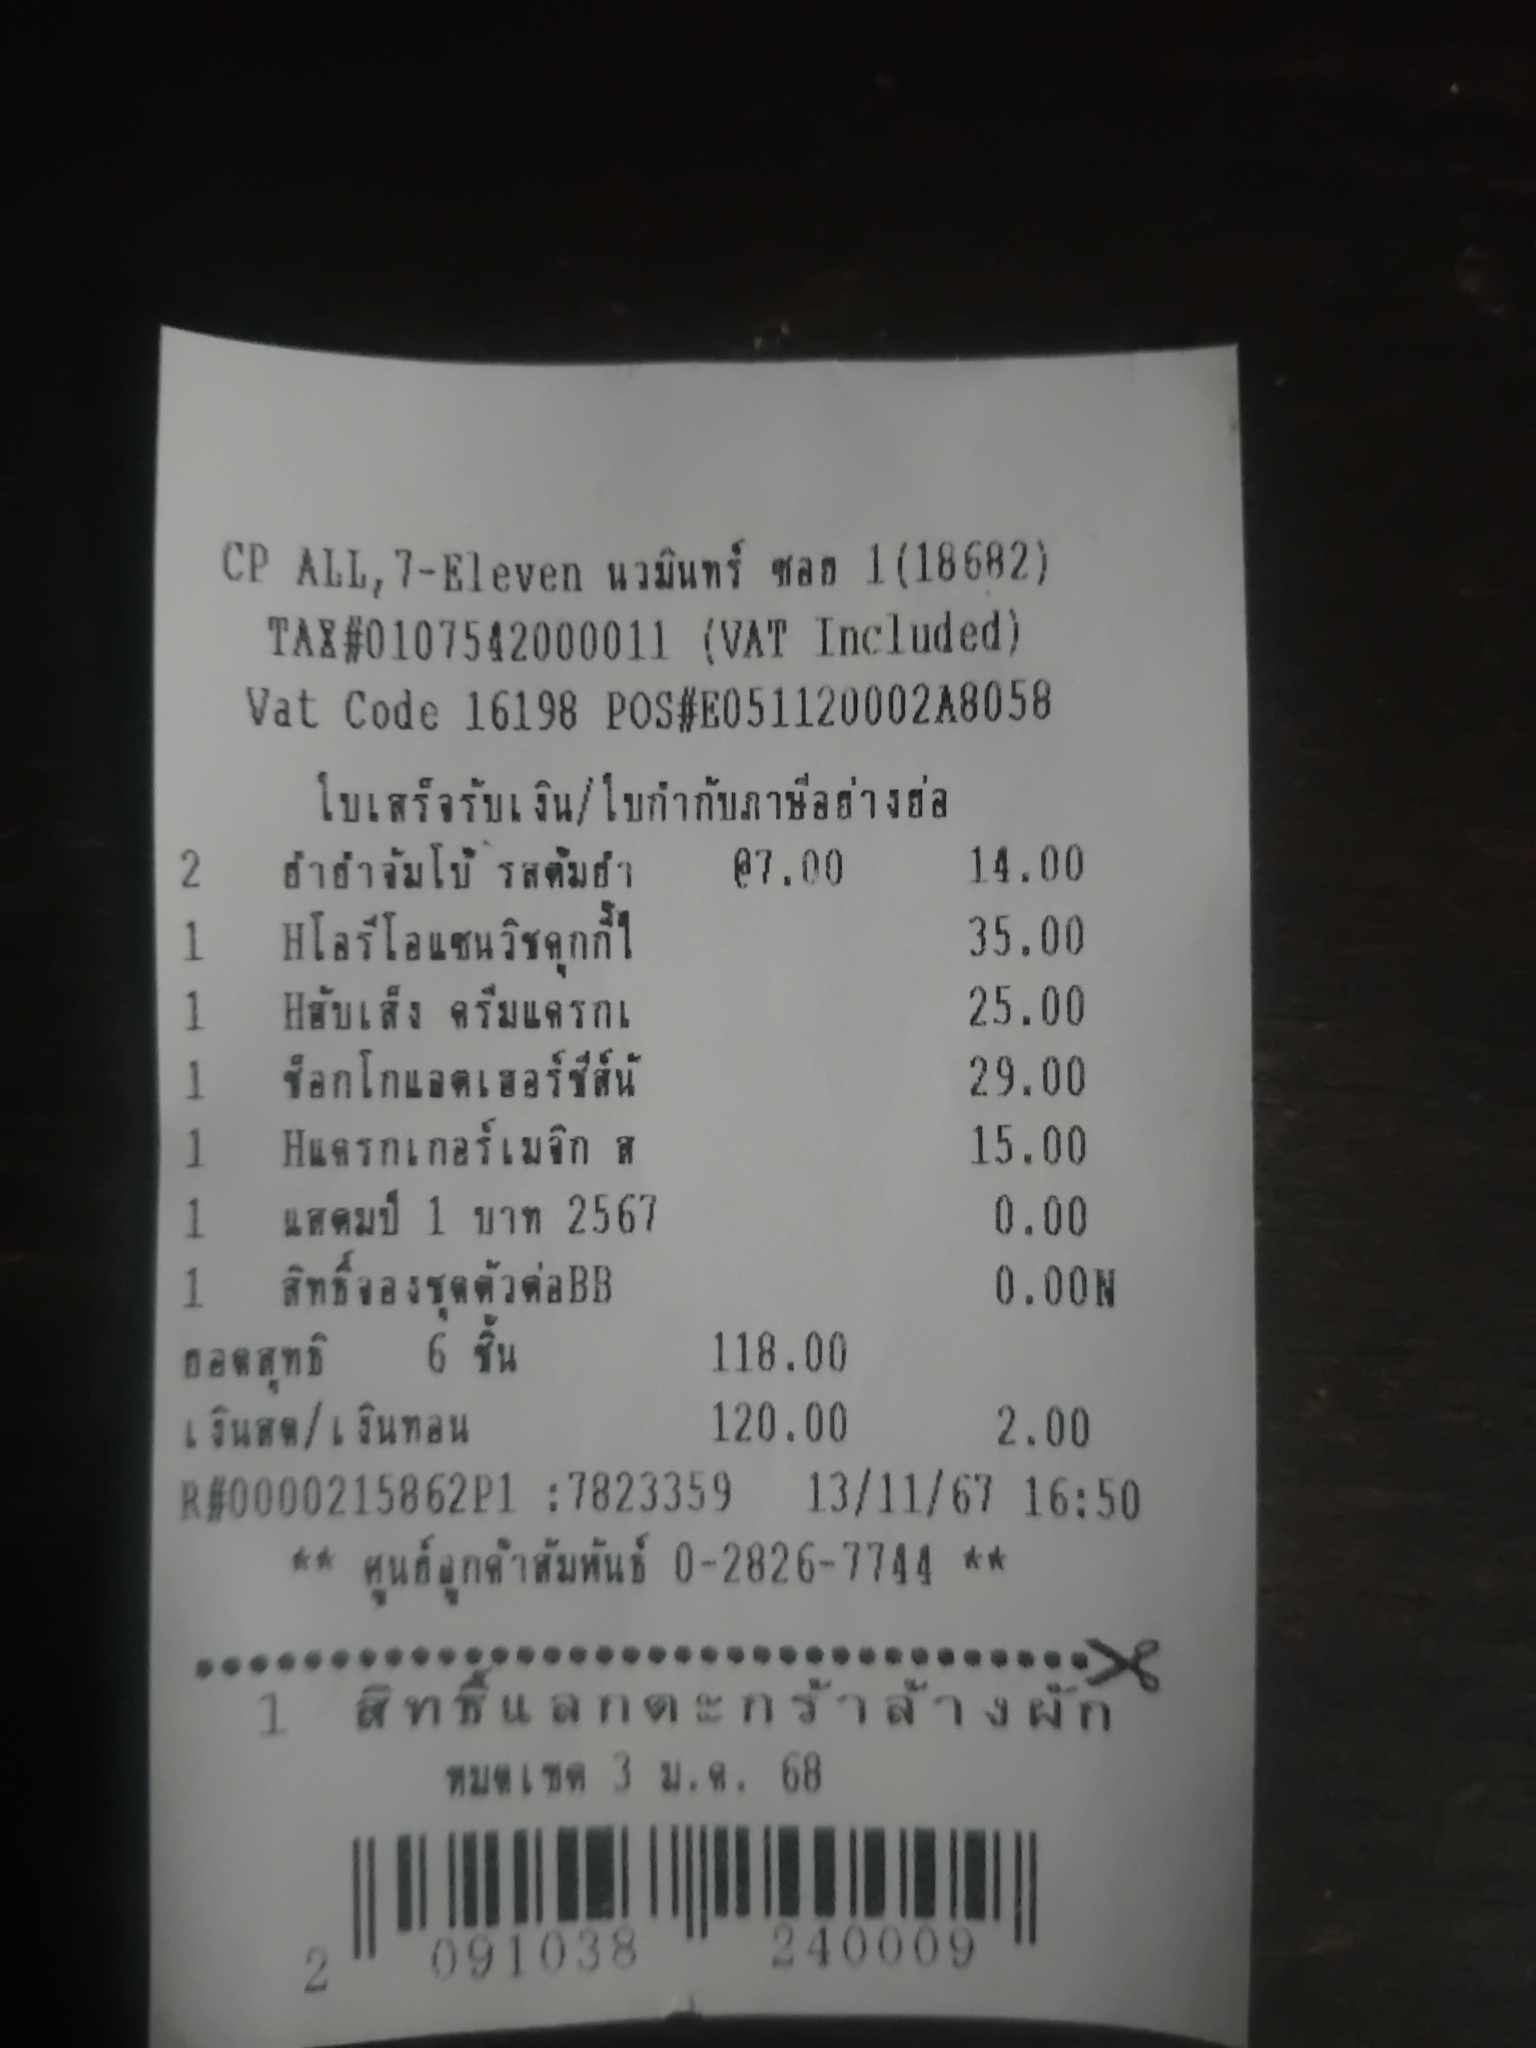 CP ALL,7-Eleven นวมินทร์ ซอย 1(18682)
TAX#0107542000011 (VAT Included)
Vat Code 16198 POS#E051120002A8058
ใบเสร็จรับเงิน/ใบกำกับภาษีอย่างย่อ
2 ยำยำจัมโบ้ รสต้มยำ @7.00 14.00
1 Hโอรีโอแซนวิชคุกกี้ใ 35.00
1 Hฮับเส็ง ครีมแครกเ 25.00
1 ช็อกโกแลตเฮอร์ชีส์นั 29.00
1 Hแครกเกอร์เมจิก ส 15.00
1 แสตมป์ 1 บาท 2567 0.00
1 สิทธิ์จองชุดตัวต่อBB 0.00N
ยอดสุทธิ 6 ชิ้น 118.00
เงินสด/เงินทอน 120.00 2.00
R#0000215862P1 :7823359 13/11/67 16:50
** ศูนย์ลูกค้าสัมพันธ์ 0-2826-7744 **
1 สิทธิ์แลกตะกร้าล้างผัก
หมดเขต 3 ม.ค. 68
2 091038 240009